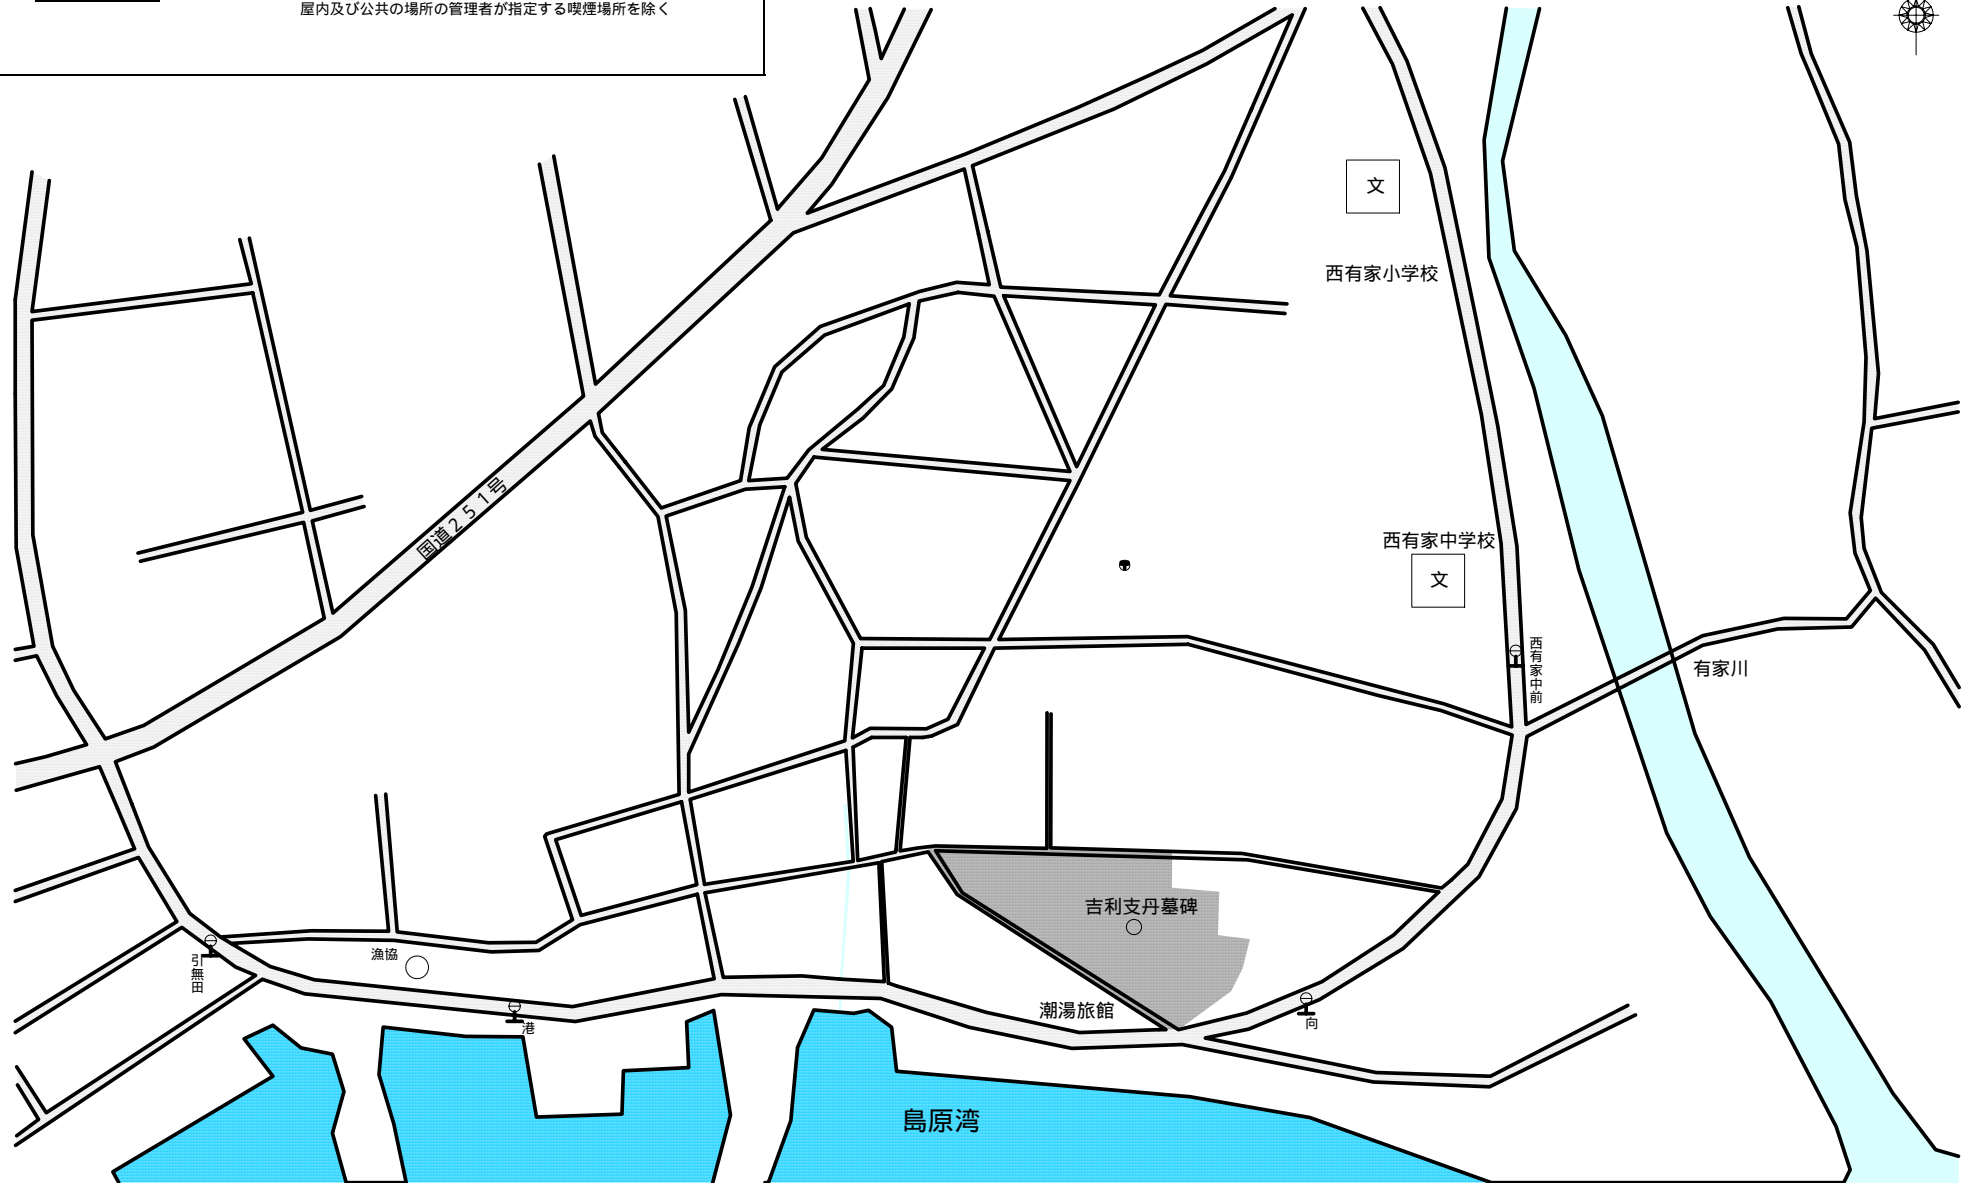 屋内及び公共の場所の管理者が指定する喫煙場所を除く
文
西有家小学校
国道251号
西有家中学校
文
西有家中前
有家川
吉利支丹墓碑
漁協
引無田
港
潮湯旅館
向
島原湾